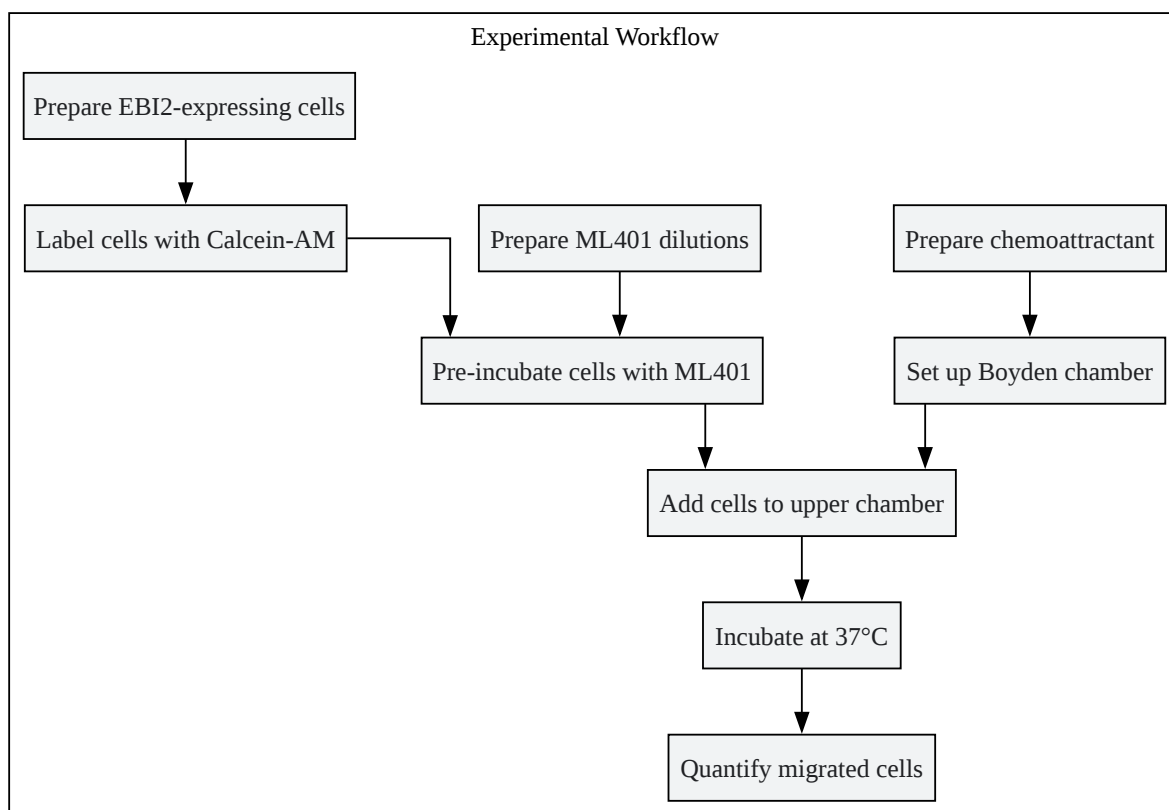 Experimental Workflow
Prepare EBI2-expressing cells
Label cells with Calcein-AM
Prepare ML401 dilutions
Prepare chemoattractant
Pre-incubate cells with ML401
Set up Boyden chamber
Add cells to upper chamber
Incubate at 37°C
Quantify migrated cells